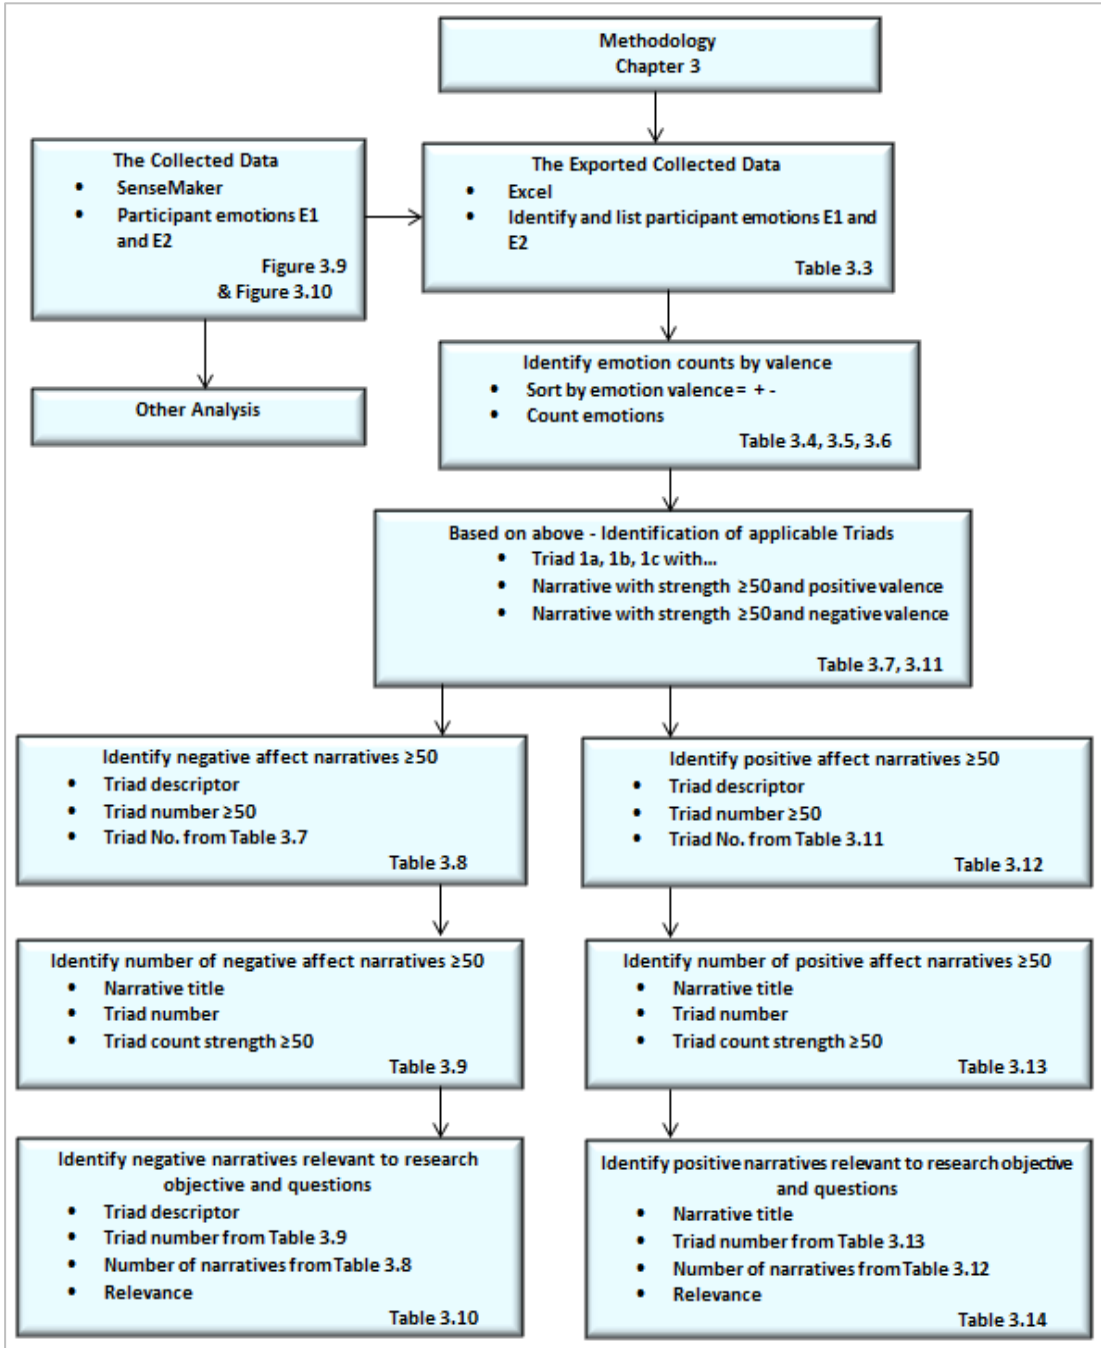 Methodology
Chapter 3
The Collected Data
• SenseMaker
• Participant emotions E1
and E2
Figure 3.9
& Figure 3.10
The Exported Collected Data
• Excel
• Identify and list participant emotions E1 and
E2
Table 3.3
Other Analysis
Identify emotion counts by valence
• Sort by emotion valence = + -
• Count emotions
Table 3.4, 3.5, 3.6
Based on above - Identification of applicable Triads
• Triad 1a, 1b, 1c with...
• Narrative with strength ≥50 and positive valence
• Narrative with strength ≥50 and negative valence
Table 3.7, 3.11
Identify negative affect narratives ≥50
• Triad descriptor
• Triad number ≥50
• Triad No. from Table 3.7
Table 3.8
Identify positive affect narratives ≥50
• Triad descriptor
• Triad number ≥50
• Triad No. from Table 3.11
Table 3.12
Identify number of negative affect narratives ≥50
• Narrative title
• Triad number
• Triad count strength ≥50
Table 3.9
Identify number of positive affect narratives ≥50
• Narrative title
• Triad number
• Triad count strength ≥50
Table 3.13
Identify negative narratives relevant to research
objective and questions
• Triad descriptor
• Triad number from Table 3.9
• Number of narratives from Table 3.8
• Relevance
Table 3.10
Identify positive narratives relevant to research objective
and questions
• Narrative title
• Triad number from Table 3.13
• Number of narratives from Table 3.12
• Relevance
Table 3.14